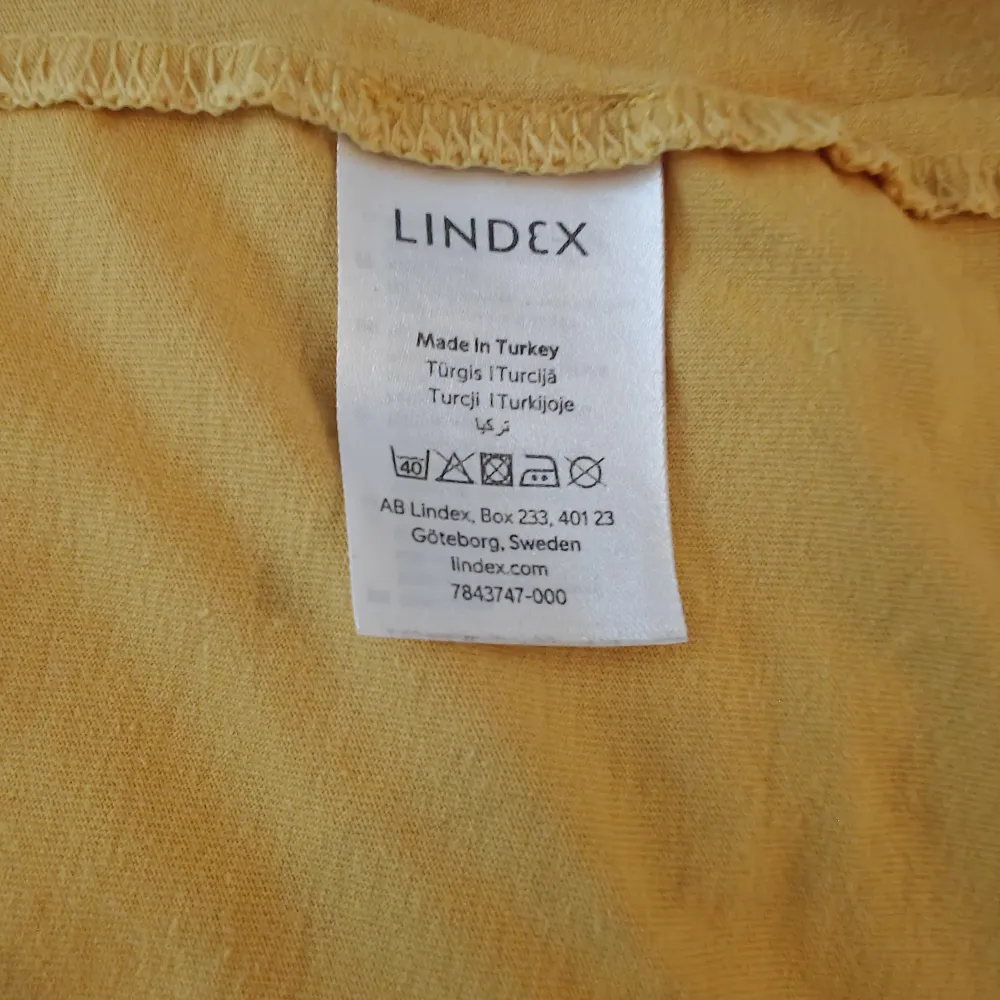 LINDEX
Made In Turkey
Türgis | Turcijā
Turcji | Turkijoje
تركيا
40
AB Lindex, Box 233, 401 23
Göteborg, Sweden
lindex.com
7843747-000